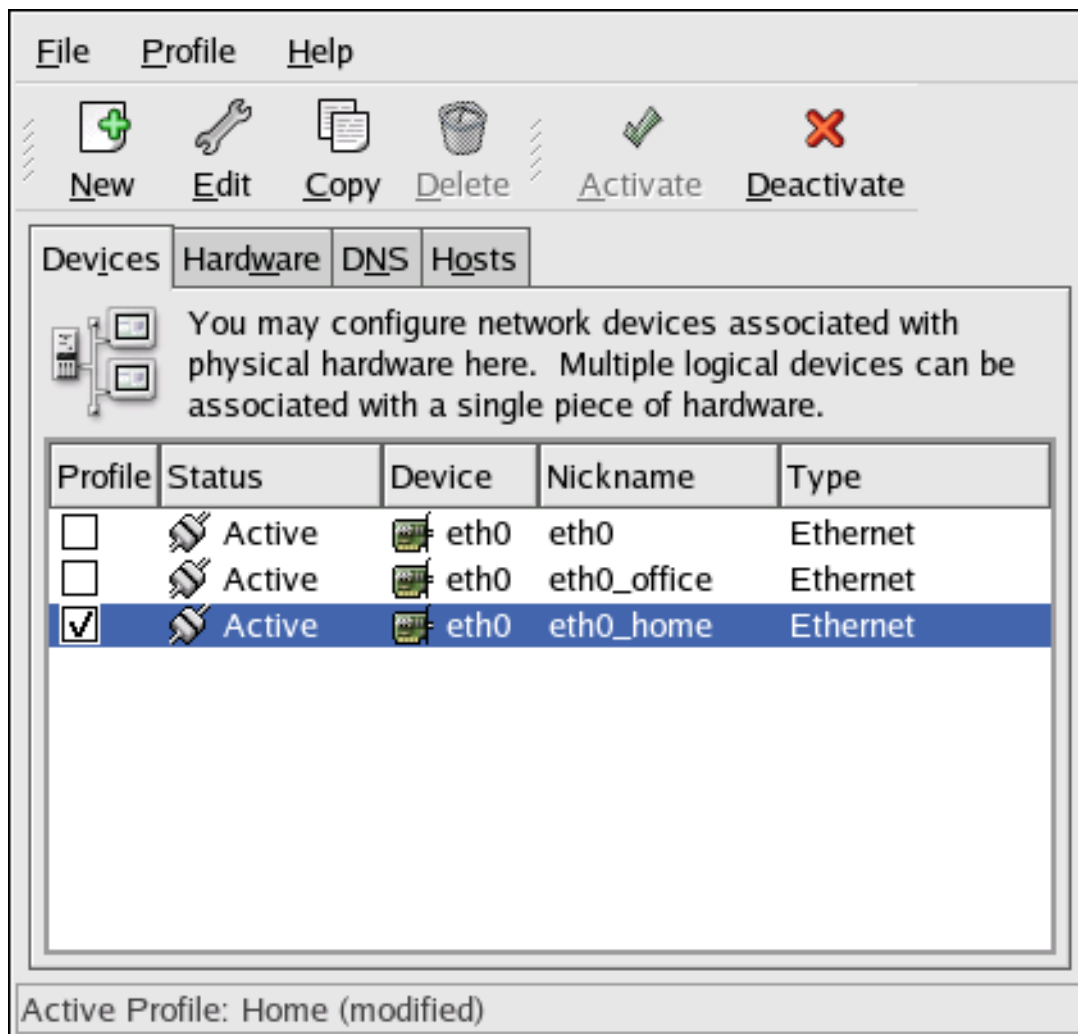 File Profile Help
New Edit Copy Delete Activate Deactivate
Devices Hardware DNS Hosts
You may configure network devices associated with
physical hardware here. Multiple logical devices can be
associated with a single piece of hardware.
Profile Status Device Nickname Type
Active eth0 eth0 Ethernet
Active eth0 eth0_office Ethernet
Active eth0 eth0_home Ethernet
Active Profile: Home (modified)